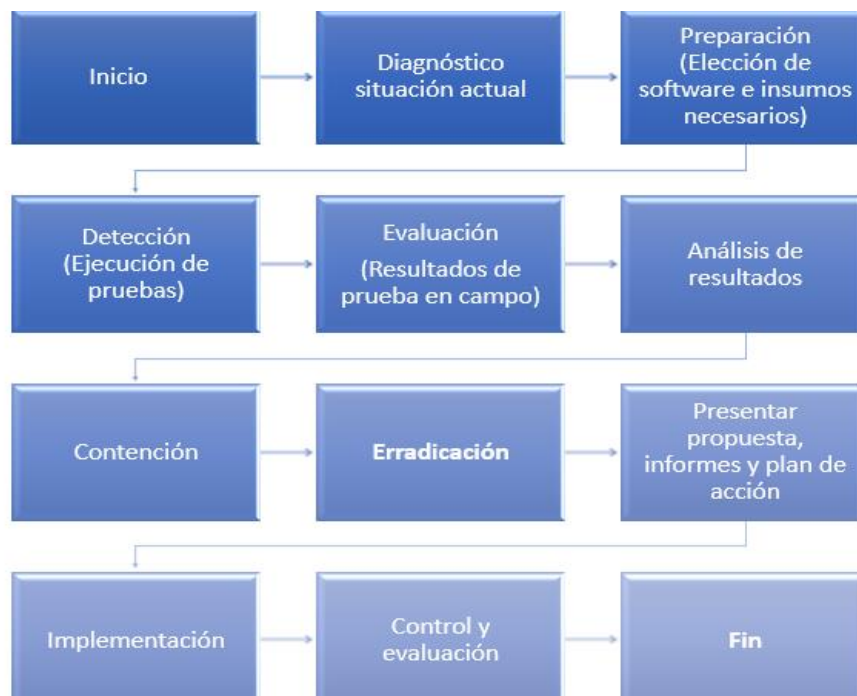 Inicio
Diagnóstico
situación actual
Preparación
(Elección de
software e insumos
necesarios)
Detección
(Ejecución de
pruebas)
Evaluación
(Resultados de
prueba en campo)
Análisis de
resultados
Contención
Erradicación
Presentar
propuesta,
informes y plan de
acción
Implementación
Control y
evaluación
Fin